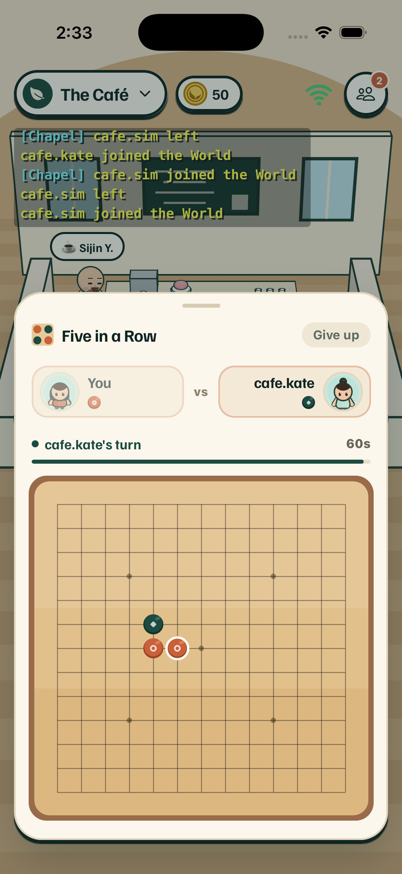 2:33
The Café
50
2
[Chapel] cafe.sim left
cafe.kate joined the World
[Chapel] cafe.sim joined the World
cafe.sim left
cafe.sim joined the World
Sijin Y.
Five in a Row
Give up
You
vs
cafe.kate
cafe.kate's turn
60s